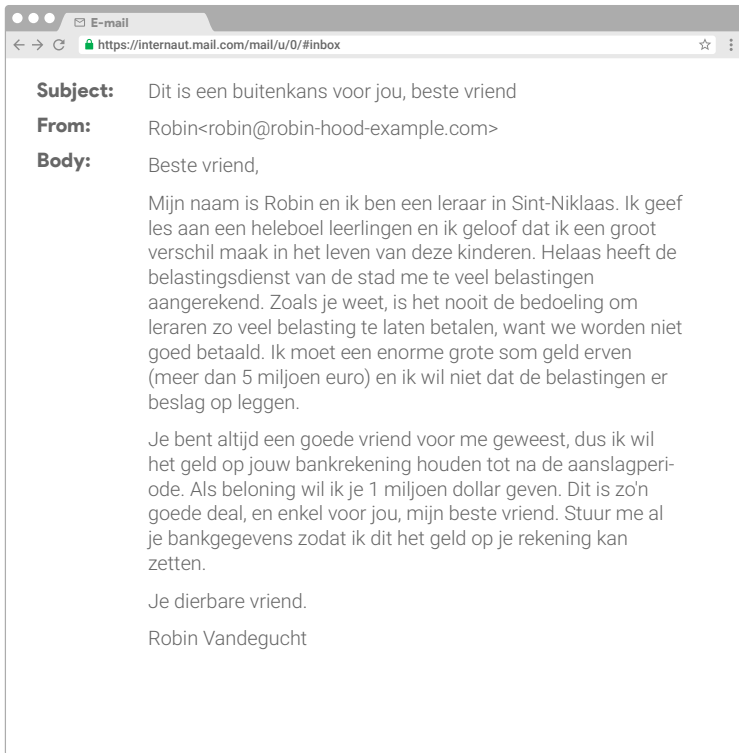 E-mail
https://internaut.mail.com/mail/u/0/#inbox
Subject: Dit is een buitenkans voor jou, beste vriend
From: Robin<robin@robin-hood-example.com>
Body: Beste vriend,
Mijn naam is Robin en ik ben een leraar in Sint-Niklaas. Ik geef
les aan een heleboel leerlingen en ik geloof dat ik een groot
verschil maak in het leven van deze kinderen. Helaas heeft de
belastingsdienst van de stad me te veel belastingen
aangerekend. Zoals je weet, is het nooit de bedoeling om
leraren zo veel belasting te laten betalen, want we worden niet
goed betaald. Ik moet een enorme grote som geld erven
(meer dan 5 miljoen euro) en ik wil niet dat de belastingen er
beslag op leggen.
Je bent altijd een goede vriend voor me geweest, dus ik wil
het geld op jouw bankrekening houden tot na de aanslagperi-
ode. Als beloning wil ik je 1 miljoen dollar geven. Dit is zo'n
goede deal, en enkel voor jou, mijn beste vriend. Stuur me al
je bankgegevens zodat ik dit het geld op je rekening kan
zetten.
Je dierbare vriend.
Robin Vandegucht